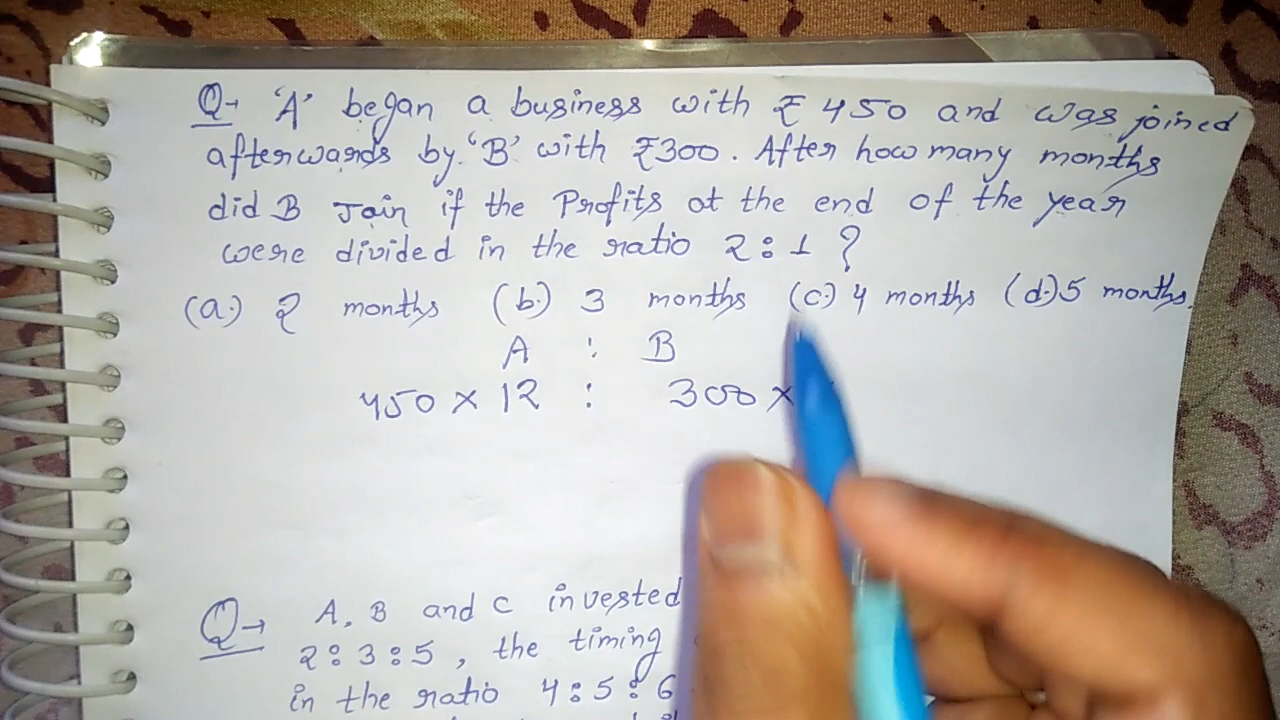 Q→ 'A' began a business with ₹450 and was joined
afterwards by 'B' with ₹300. After how many months
did B Join if the Profits at the end of the year
were divided in the ratio 2:1?
(a.) 2 months (b.) 3 months (c.) 4 months (d.) 5 months.
A : B
450 × 12 : 300 ×
Q→ A, B and C invested
2:3:5, the timing
in the ratio 4:5:6